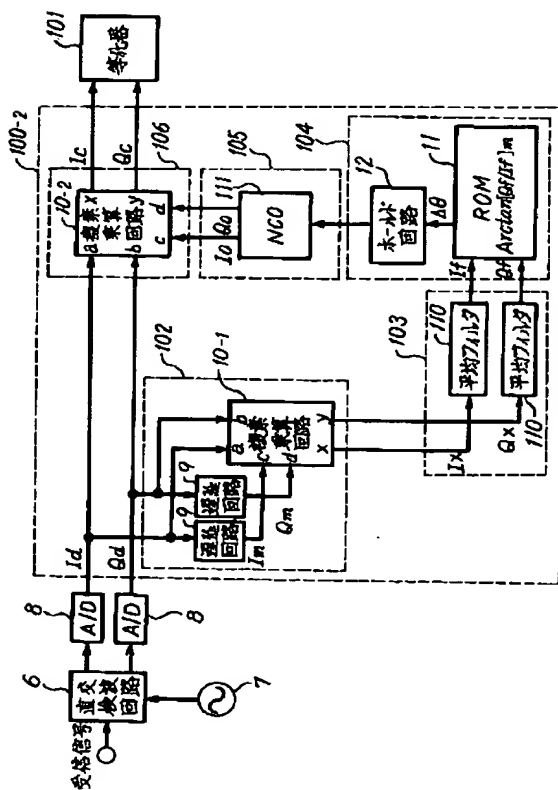 受信信号
6
直交
検波
回路
7
8
A/D
A/D
8
Id
Qd
100-2
102
9
9
遅延
回路
遅延
回路
Im
Qm
10-1
a
b
c
d
複素
乗算
回路
x
y
Ix
Qx
103
110
平均フィルタ
平均フィルタ
110
If
Qf
104
11
ROM
Arctan[Qf/If]/m
Δθ
12
ホールド
回路
105
111
NCO
Io
Qo
106
10-2
a複素x
乗算
b回路y
c
d
Ic
Qc
101
等化器